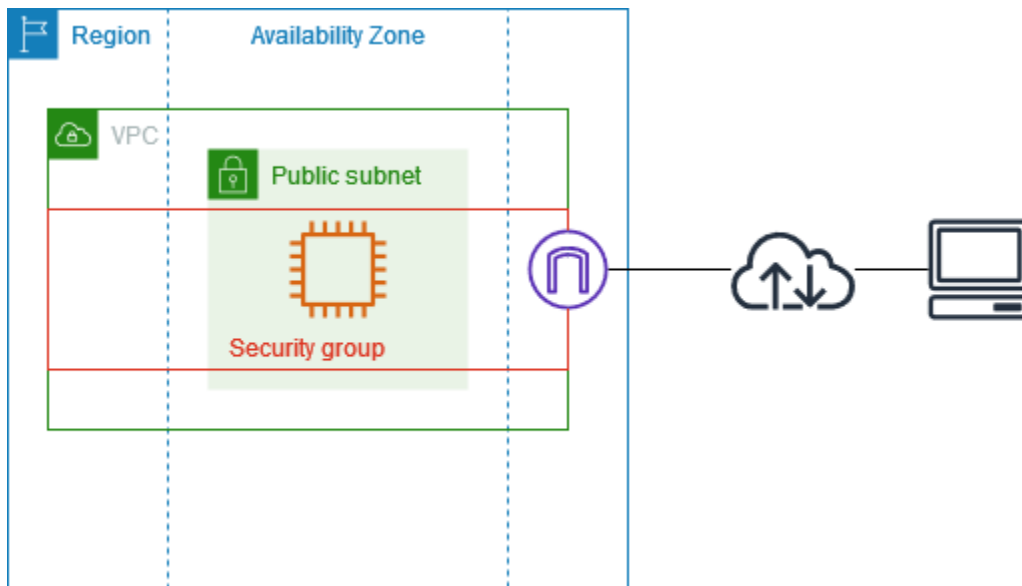 Region
Availability Zone
VPC
Public subnet
Security group